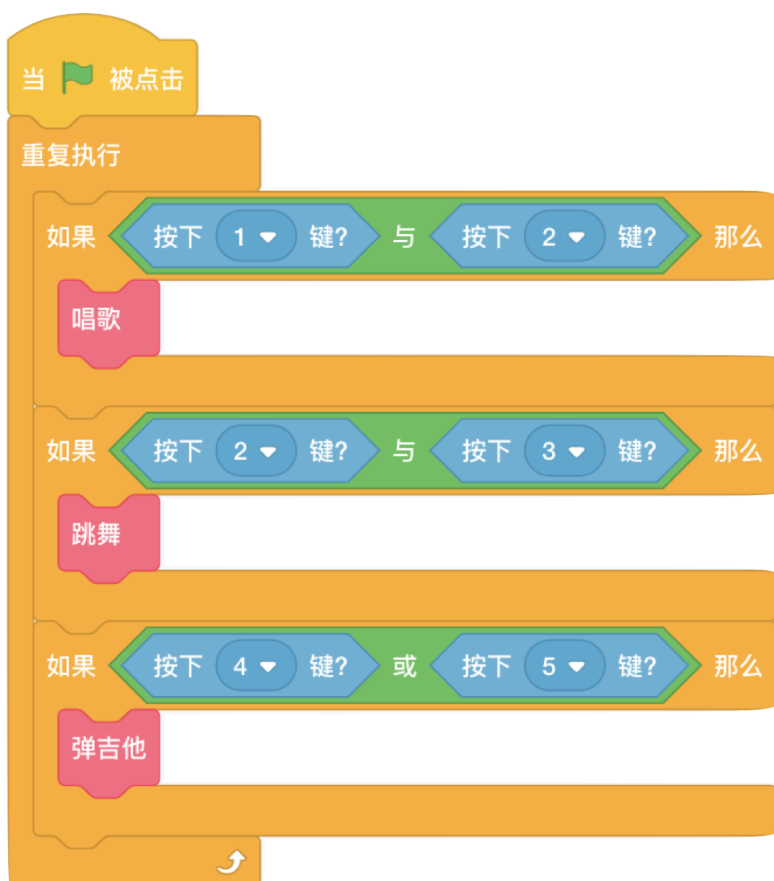 当 被点击
重复执行
如果 按下 1 键? 与 按下 2 键? 那么
唱歌
如果 按下 2 键? 与 按下 3 键? 那么
跳舞
如果 按下 4 键? 或 按下 5 键? 那么
弹吉他